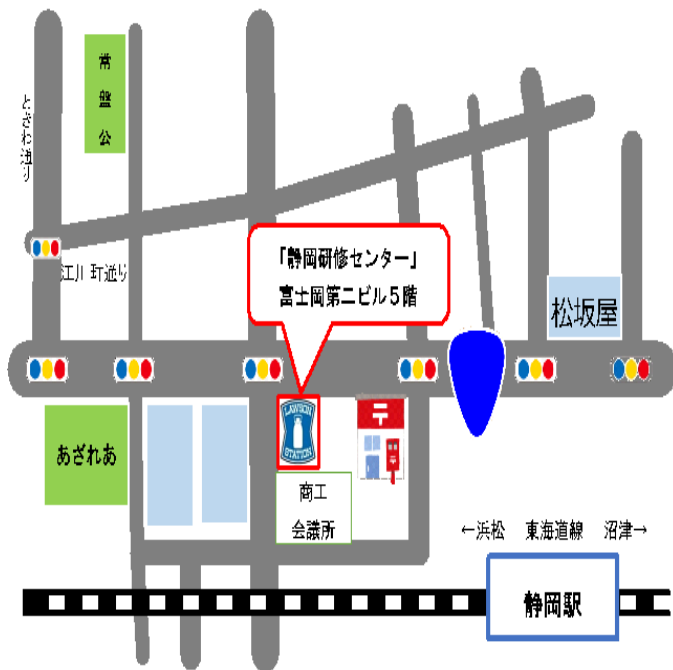 常盤公
ときわ通り
江川町通り
「静岡研修センター」
富士岡第二ビル５階
松坂屋
LAWSON
STATION
〒
あざれあ
商工
会議所
←浜松　東海道線　沼津→
静岡駅